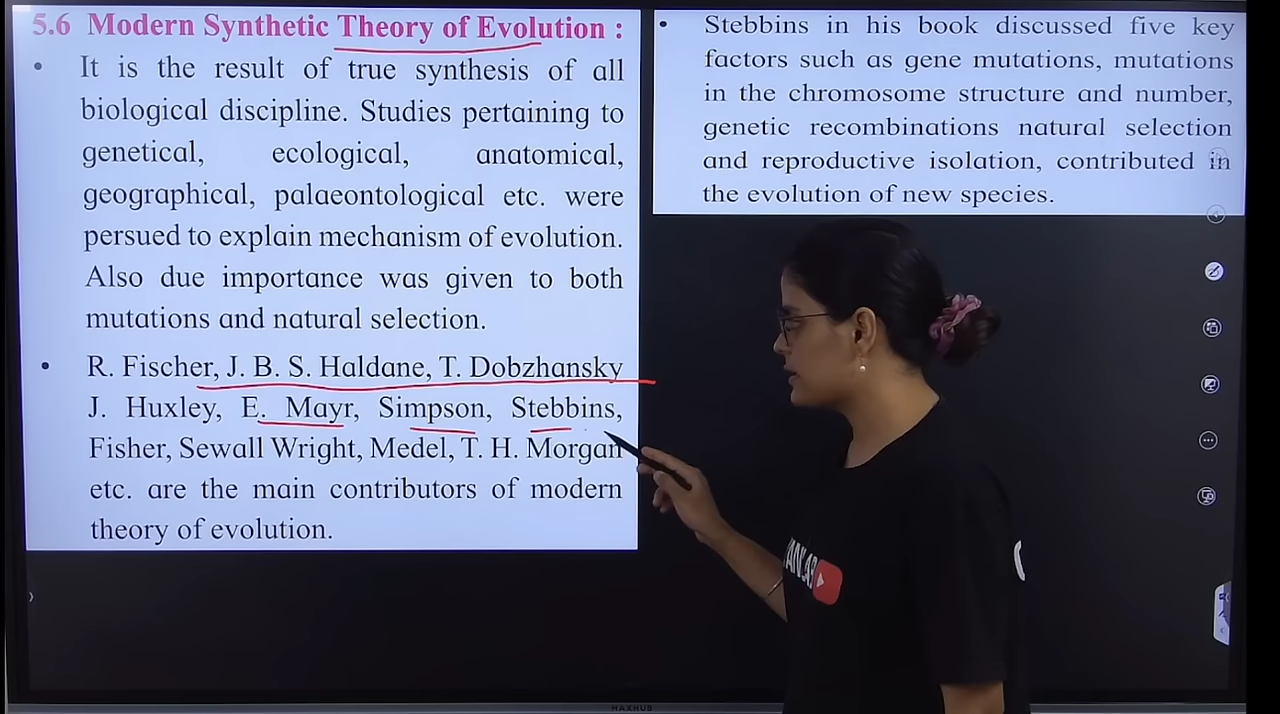 5.6 Modern Synthetic Theory of Evolution :
• It is the result of true synthesis of all
biological discipline. Studies pertaining to
genetical, ecological, anatomical,
geographical, palaeontological etc. were
persued to explain mechanism of evolution.
Also due importance was given to both
mutations and natural selection.
• R. Fischer, J. B. S. Haldane, T. Dobzhansky
J. Huxley, E. Mayr, Simpson, Stebbins,
Fisher, Sewall Wright, Medel, T. H. Morgan
etc. are the main contributors of modern
theory of evolution.
• Stebbins in his book discussed five key
factors such as gene mutations, mutations
in the chromosome structure and number,
genetic recombinations natural selection
and reproductive isolation, contributed in
the evolution of new species.
MAXHUB